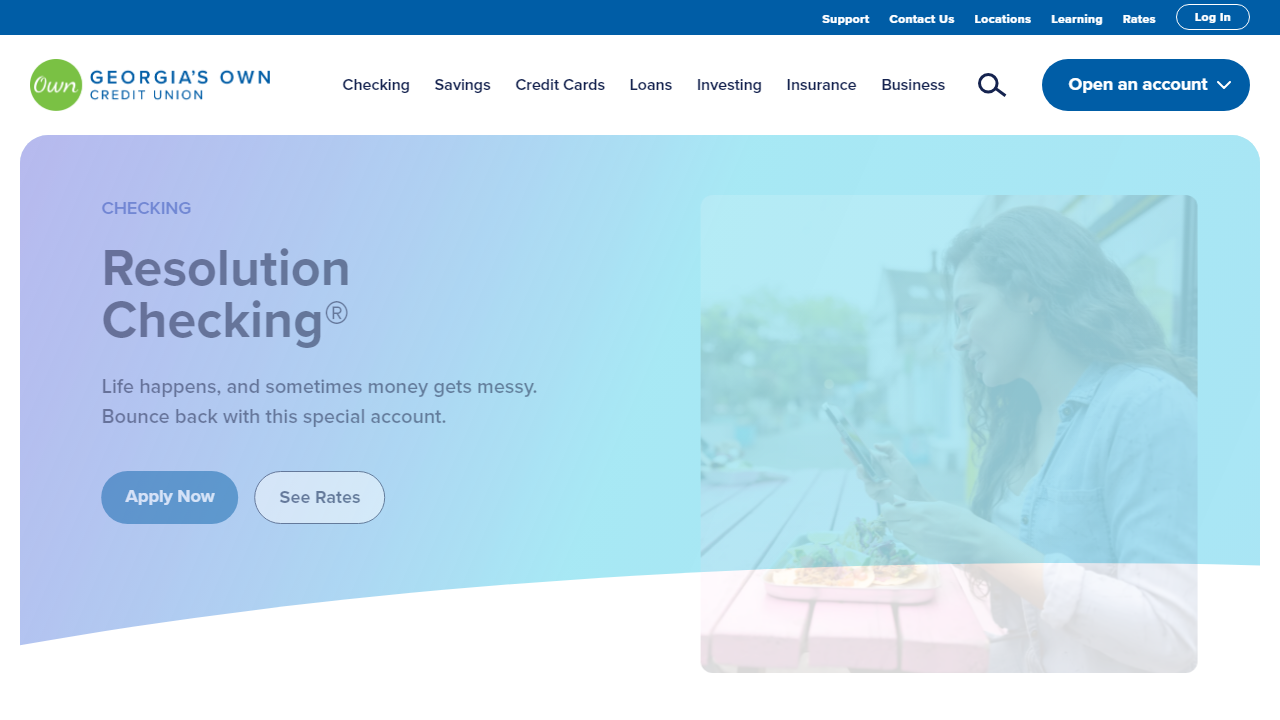 Support Contact Us Locations Learning Rates Log In
Own GEORGIA'S OWN
CREDIT UNION
Checking Savings Credit Cards Loans Investing Insurance Business Open an account
CHECKING
Resolution
Checking®
Life happens, and sometimes money gets messy.
Bounce back with this special account.
Apply Now See Rates